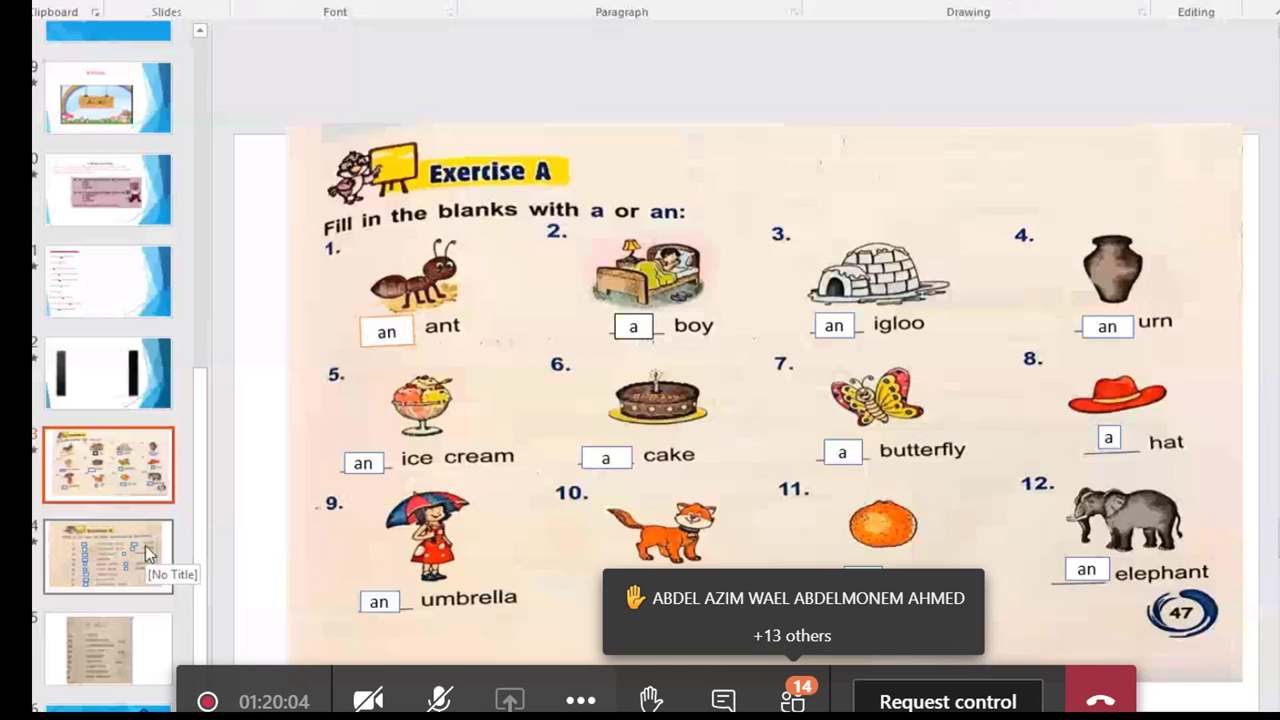 Clipboard Slides Font Paragraph Drawing Editing
Exercise A
Fill in the blanks with a or an:
1. 2. 3. 4.
an ant a boy an igloo an urn
5. 6. 7. 8.
an ice cream a cake a butterfly a hat
9. 10. 11. 12.
an umbrella an elephant
47
[No Title]
ABDEL AZIM WAEL ABDELMONEM AHMED
+13 others
01:20:04
14
Request control